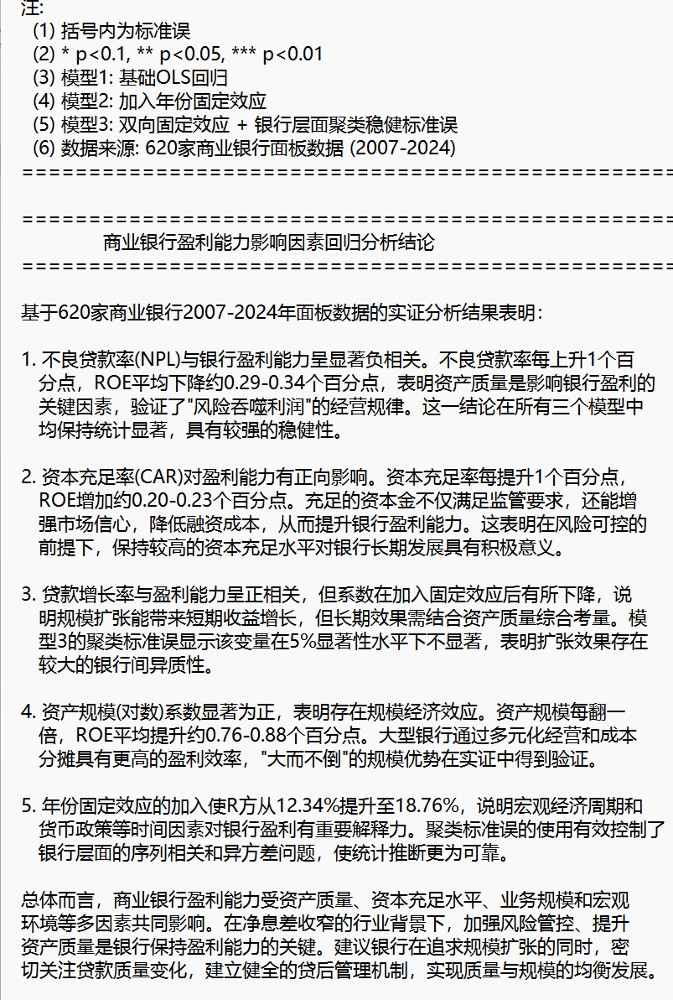 注:
(1) 括号内为标准误
(2) * p<0.1, ** p<0.05, *** p<0.01
(3) 模型1: 基础OLS回归
(4) 模型2: 加入年份固定效应
(5) 模型3: 双向固定效应 + 银行层面聚类稳健标准误
(6) 数据来源: 620家商业银行面板数据 (2007-2024)
==================================================
==================================================
商业银行盈利能力影响因素回归分析结论
==================================================
基于620家商业银行2007-2024年面板数据的实证分析结果表明：
1. 不良贷款率(NPL)与银行盈利能力呈显著负相关。不良贷款率每上升1个百
分点，ROE平均下降约0.29-0.34个百分点，表明资产质量是影响银行盈利的
关键因素，验证了"风险吞噬利润"的经营规律。这一结论在所有三个模型中
均保持统计显著，具有较强的稳健性。
2. 资本充足率(CAR)对盈利能力有正向影响。资本充足率每提升1个百分点，
ROE增加约0.20-0.23个百分点。充足的资本金不仅满足监管要求，还能增
强市场信心，降低融资成本，从而提升银行盈利能力。这表明在风险可控的
前提下，保持较高的资本充足水平对银行长期发展具有积极意义。
3. 贷款增长率与盈利能力呈正相关，但系数在加入固定效应后有所下降，说
明规模扩张能带来短期收益增长，但长期效果需结合资产质量综合考量。模
型3的聚类标准误显示该变量在5%显著性水平下不显著，表明扩张效果存在
较大的银行间异质性。
4. 资产规模(对数)系数显著为正，表明存在规模经济效应。资产规模每翻一
倍，ROE平均提升约0.76-0.88个百分点。大型银行通过多元化经营和成本
分摊具有更高的盈利效率，"大而不倒"的规模优势在实证中得到验证。
5. 年份固定效应的加入使R方从12.34%提升至18.76%，说明宏观经济周期和
货币政策等时间因素对银行盈利有重要解释力。聚类标准误的使用有效控制了
银行层面的序列相关和异方差问题，使统计推断更为可靠。
总体而言，商业银行盈利能力受资产质量、资本充足水平、业务规模和宏观
环境等多因素共同影响。在净息差收窄的行业背景下，加强风险管控、提升
资产质量是银行保持盈利能力的关键。建议银行在追求规模扩张的同时，密
切关注贷款质量变化，建立健全的贷后管理机制，实现质量与规模的均衡发展。